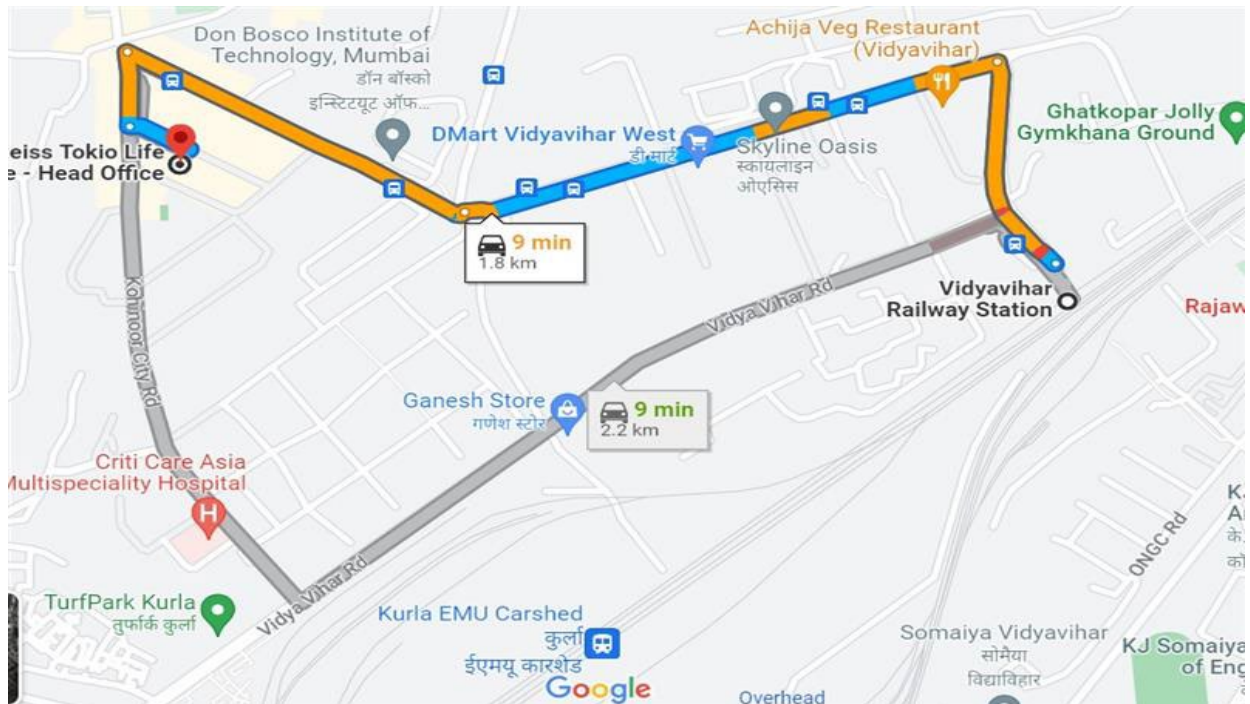 Don Bosco Institute of
Technology, Mumbai
डॉन बॉस्को
इन्स्टिटयूट ऑफ...
Achija Veg Restaurant
(Vidyavihar)
Ghatkopar Jolly
Gymkhana Ground
DMart Vidyavihar West
डी मार्ट
Skyline Oasis
स्कायलाइन
ओएसिस
eiss Tokio Life
e - Head Office
9 min
1.8 km
Vidyavihar
Railway Station
Rajaw
Kohinoor City Rd
Vidya Vihar Rd
Ganesh Store
गणेश स्टोर
9 min
2.2 km
Criti Care Asia
Multispeciality Hospital
H
ONGC Rd
K
A
के.
कॉ
Vidya Vihar Rd
TurfPark Kurla
तुर्फार्क कुर्ला
Kurla EMU Carshed
कुर्ला
ईएमयू कारशेड
Somaiya Vidyavihar
सोमैया
विद्याविहार
KJ Somaiya
of Eng
Google
Overhead